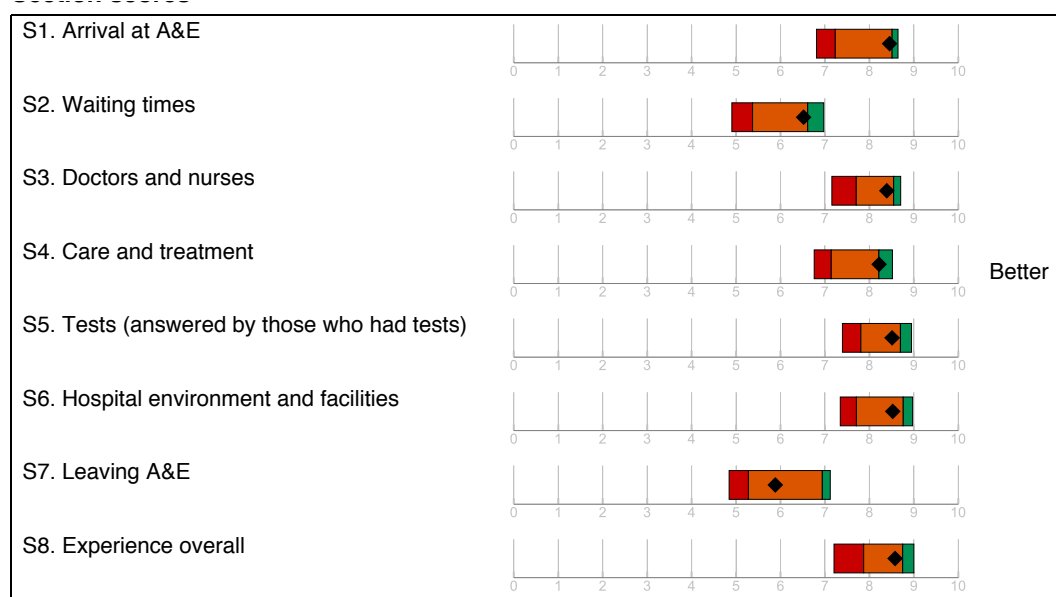 S1. Arrival at A&E
0 1 2 3 4 5 6 7 8 9 10
S2. Waiting times
0 1 2 3 4 5 6 7 8 9 10
S3. Doctors and nurses
0 1 2 3 4 5 6 7 8 9 10
S4. Care and treatment
Better
0 1 2 3 4 5 6 7 8 9 10
S5. Tests (answered by those who had tests)
0 1 2 3 4 5 6 7 8 9 10
S6. Hospital environment and facilities
0 1 2 3 4 5 6 7 8 9 10
S7. Leaving A&E
0 1 2 3 4 5 6 7 8 9 10
S8. Experience overall
0 1 2 3 4 5 6 7 8 9 10